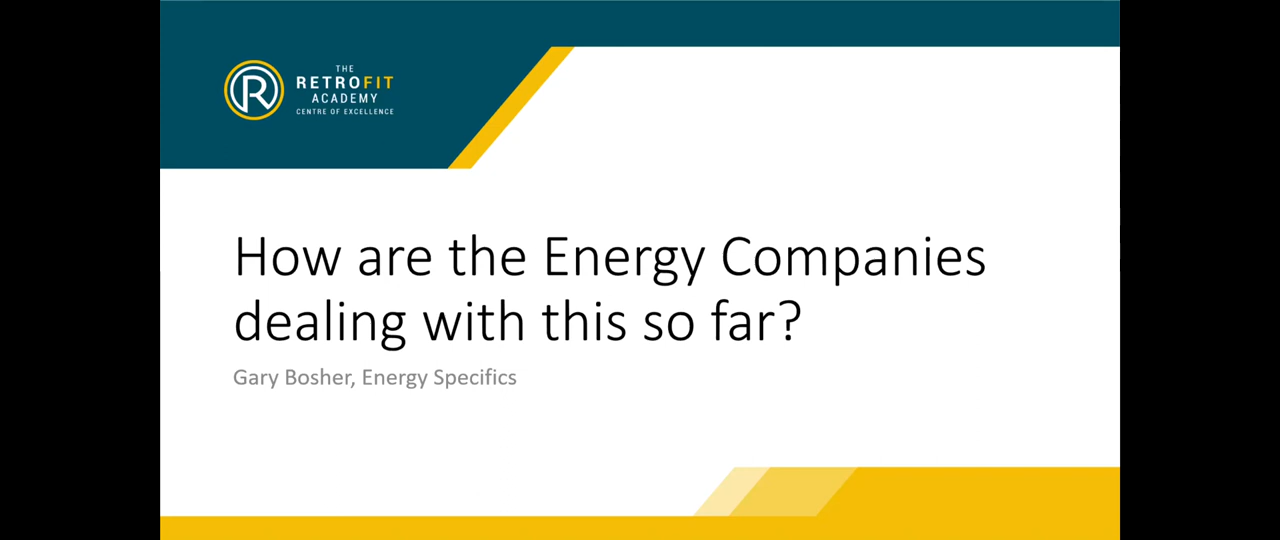 R
THE
RETROFIT
ACADEMY
CENTRE OF EXCELLENCE
How are the Energy Companies
dealing with this so far?
Gary Bosher, Energy Specifics